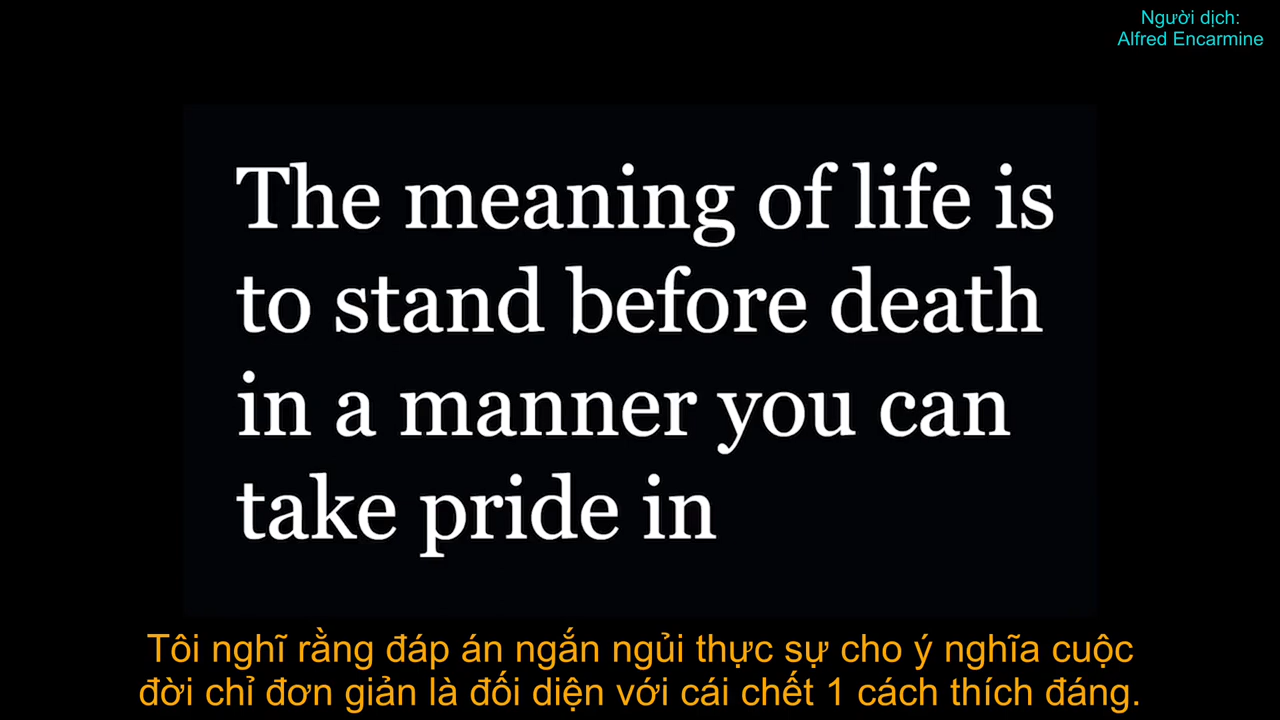 Người dịch:
Alfred Encarmine
The meaning of life is
to stand before death
in a manner you can
take pride in
Tôi nghĩ rằng đáp án ngắn ngủi thực sự cho ý nghĩa cuộc
đời chỉ đơn giản là đối diện với cái chết 1 cách thích đáng.